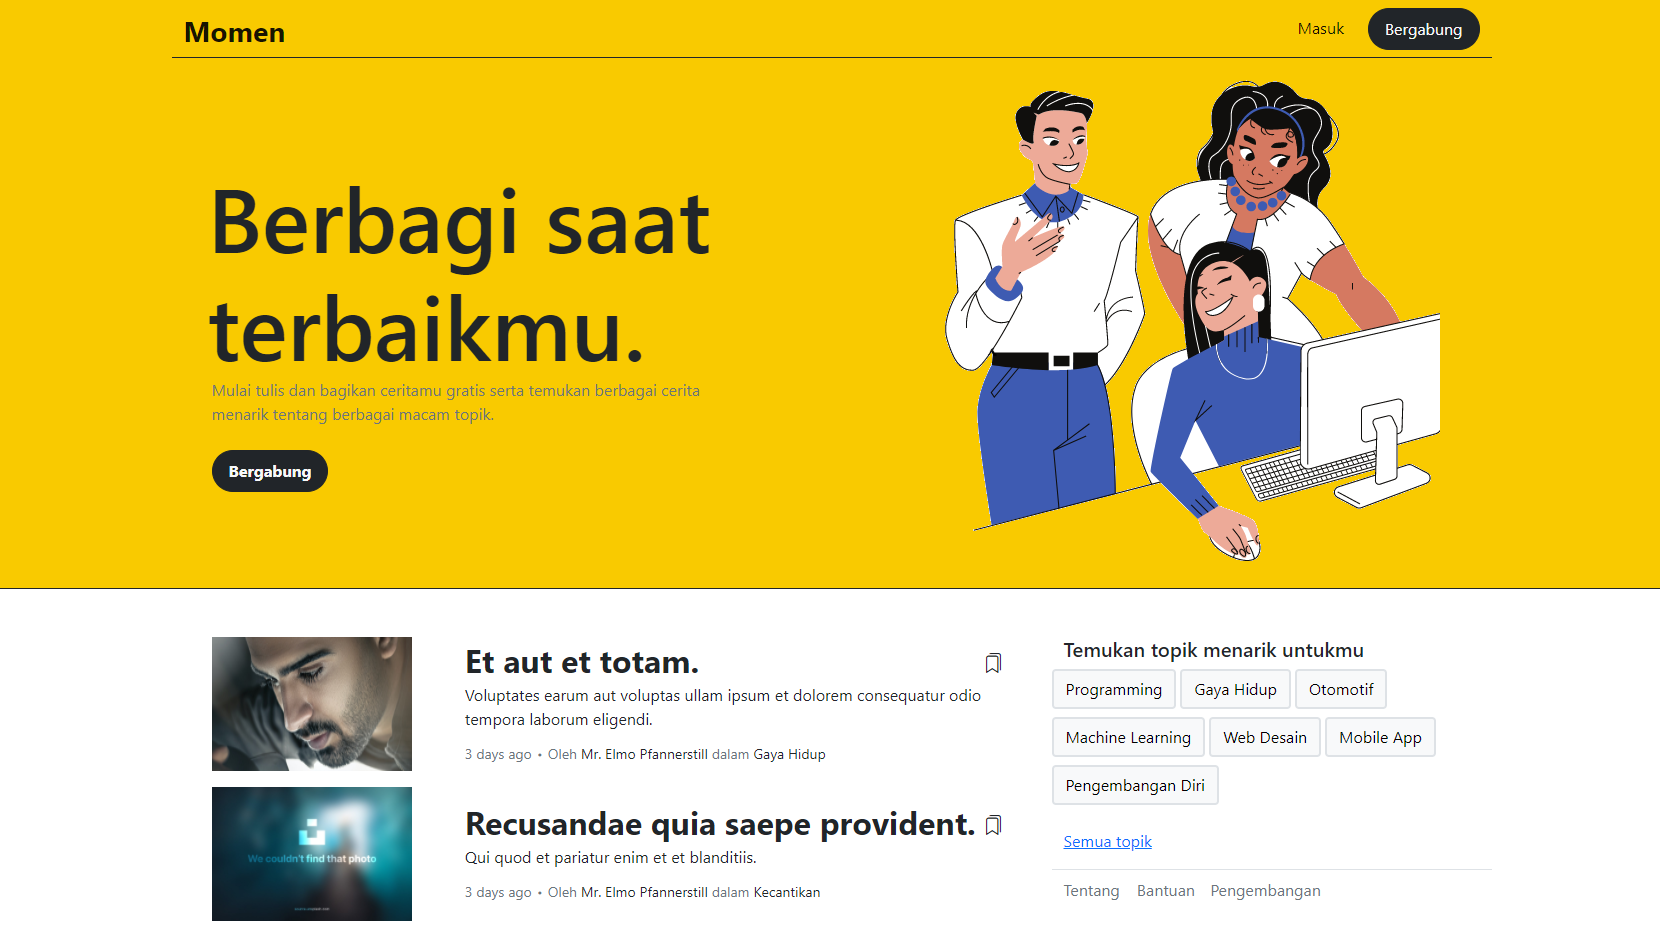 Momen
Masuk
Bergabung
Berbagi saat
terbaikmu.
Mulai tulis dan bagikan ceritamu gratis serta temukan berbagai cerita
menarik tentang berbagai macam topik.
Bergabung
Et aut et totam.
Voluptates earum aut voluptas ullam ipsum et dolorem consequatur odio
tempora laborum eligendi.
3 days ago • Oleh Mr. Elmo Pfannerstill dalam Gaya Hidup
We couldn't find that photo
Recusandae quia saepe provident.
Qui quod et pariatur enim et et blanditiis.
3 days ago • Oleh Mr. Elmo Pfannerstill dalam Kecantikan
Temukan topik menarik untukmu
Programming
Gaya Hidup
Otomotif
Machine Learning
Web Desain
Mobile App
Pengembangan Diri
Semua topik
Tentang
Bantuan
Pengembangan